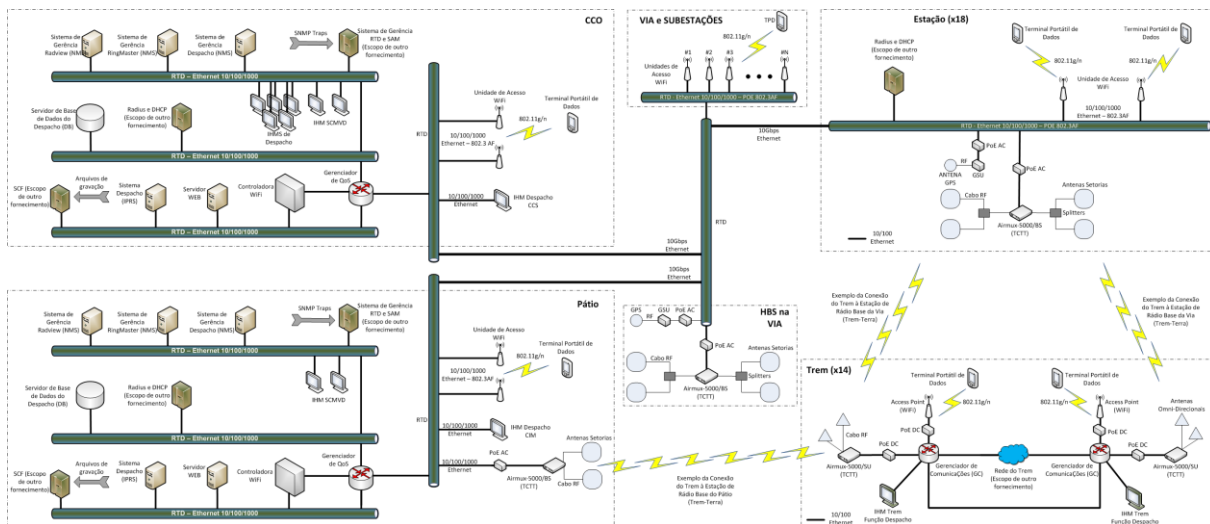 CCO
Sistema de
Gerência
Radview (NMS)
Sistema de
Gerência
RingMaster (NMS)
Sistema de
Gerência
Despacho (NMS)
SNMP Traps
Sistema de Gerência
RTD e SAM
(Escopo de outro
fornecimento)
RTD – Ethernet 10/100/1000
Servidor de Base
de Dados do
Despacho (DB)
Radius e DHCP
(Escopo de outro
fornecimento)
IHMS de
Despacho
IHM SCMVD
RTD – Ethernet 10/100/1000
SCF (Escopo
de outro
fornecimento)
Arquivos de
gravação
Sistema
Despacho
(IPRS)
Servidor
WEB
Controladora
WiFi
Gerenciador
de QoS
RTD – Ethernet 10/100/1000
RTD
Unidade de Acesso
WiFi
Terminal Portátil de
Dados
802.11g/n
10/100/1000
Ethernet – 802.3 AF
10/100/1000
Ethernet
IHM Despacho
CCS
VIA e SUBESTAÇÕES
TPD
802.11g/n
#1
#2
#3
#N
Unidades de
Acesso
WiFi
RTD - Ethernet 10/100/1000 – POE 802.3AF
10Gbps
Ethernet
RTD
10Gbps
Ethernet
10Gbps
Ethernet
Estação (x18)
Radius e DHCP
(Escopo de outro
fornecimento)
Terminal Portátil de
Dados
Terminal Portátil de
Dados
802.11g/n
802.11g/n
Unidade de Acesso
WiFi
10/100/1000
Ethernet – 802.3AF
RTD - Ethernet 10/100/1000 – POE 802.3AF
PoE AC
RF
ANTENA
GPS
GSU
PoE AC
Cabo RF
Antenas Setorias
Splitters
Airmux-5000/BS
(TCTT)
10/100
Ethernet
Pátio
Sistema de
Gerência
Radview (NMS)
Sistema de
Gerência
RingMaster (NMS)
Sistema de
Gerência
Despacho (NMS)
SNMP Traps
Sistema de Gerência
RTD e SAM
(Escopo de outro
fornecimento)
RTD – Ethernet 10/100/1000
Servidor de Base
de Dados do
Despacho (DB)
Radius e DHCP
(Escopo de outro
fornecimento)
IHM SCMVD
RTD – Ethernet 10/100/1000
SCF (Escopo
de outro
fornecimento)
Arquivos de
gravação
Sistema
Despacho
(IPRS)
Servidor
WEB
Controladora
WiFi
Gerenciador
de QoS
RTD – Ethernet 10/100/1000
RTD
Unidade de Acesso
WiFi
802.11g/n
Terminal Portátil de
Dados
10/100/1000
Ethernet – 802.3AF
10/100/1000
Ethernet
IHM Despacho
CIM
10/100/1000
Ethernet
PoE AC
Antenas Setorias
Airmux-5000/BS
(TCTT)
Cabo RF
HBS na
VIA
GPS
RF
GSU
PoE AC
PoE AC
Cabo RF
Antenas Setorias
Splitters
Airmux-5000/BS
(TCTT)
Exemplo da Conexão
do Trem à Estação de
Rádio Base do Pátio
(Trem-Terra)
Exemplo da Conexão
do Trem à Estação de
Rádio Base da Via
(Trem-Terra)
Exemplo da Conexão
do Trem à Estação de
Rádio Base da Via
(Trem-Terra)
Trem (x14)
Terminal Portátil de
Dados
Terminal Portátil de
Dados
Access Point
(WiFi)
802.11g/n
802.11g/n
Access Point
(WiFi)
Antenas
Omni-Direcionais
Cabo RF
PoE DC
PoE DC
PoE DC
PoE DC
Airmux-5000/SU
(TCTT)
Gerenciador de
Comunicações (GC)
Rede do Trem
(Escopo de outro
fornecimento)
Gerenciador de
Comunicações (GC)
Airmux-5000/SU
(TCTT)
IHM Trem
Função Despacho
IHM Trem
Função Despacho
10/100
Ethernet